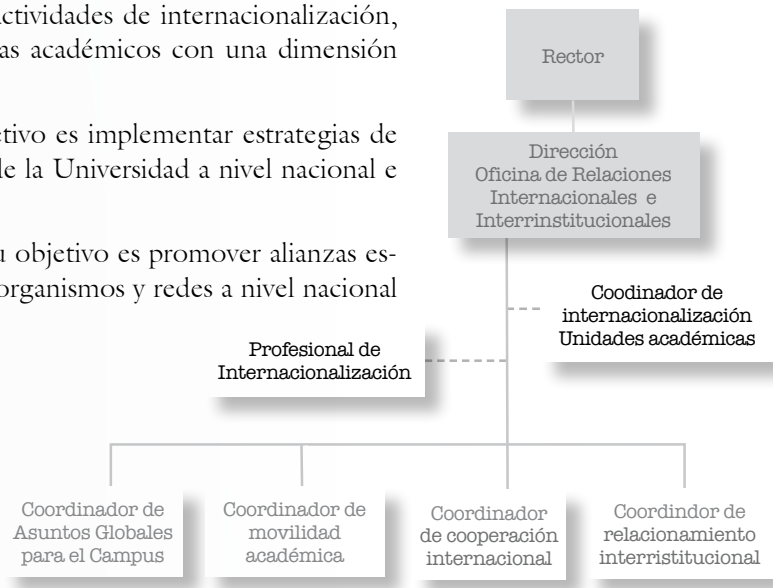 ctividades de internacionalización,
as académicos con una dimensión
etivo es implementar estrategias de
le la Universidad a nivel nacional e
u objetivo es promover alianzas es-
organismos y redes a nivel nacional
Rector
Dirección
Oficina de Relaciones
Internacionales e
Interrinstitucionales
Coodinador de
internacionalización
Unidades académicas
Profesional de
Internacionalización
Coordinador de
Asuntos Globales
para el Campus
Coordinador de
movilidad
académica
Coordinador
de cooperación
internacional
Coordindor de
relacionamiento
interristitucional